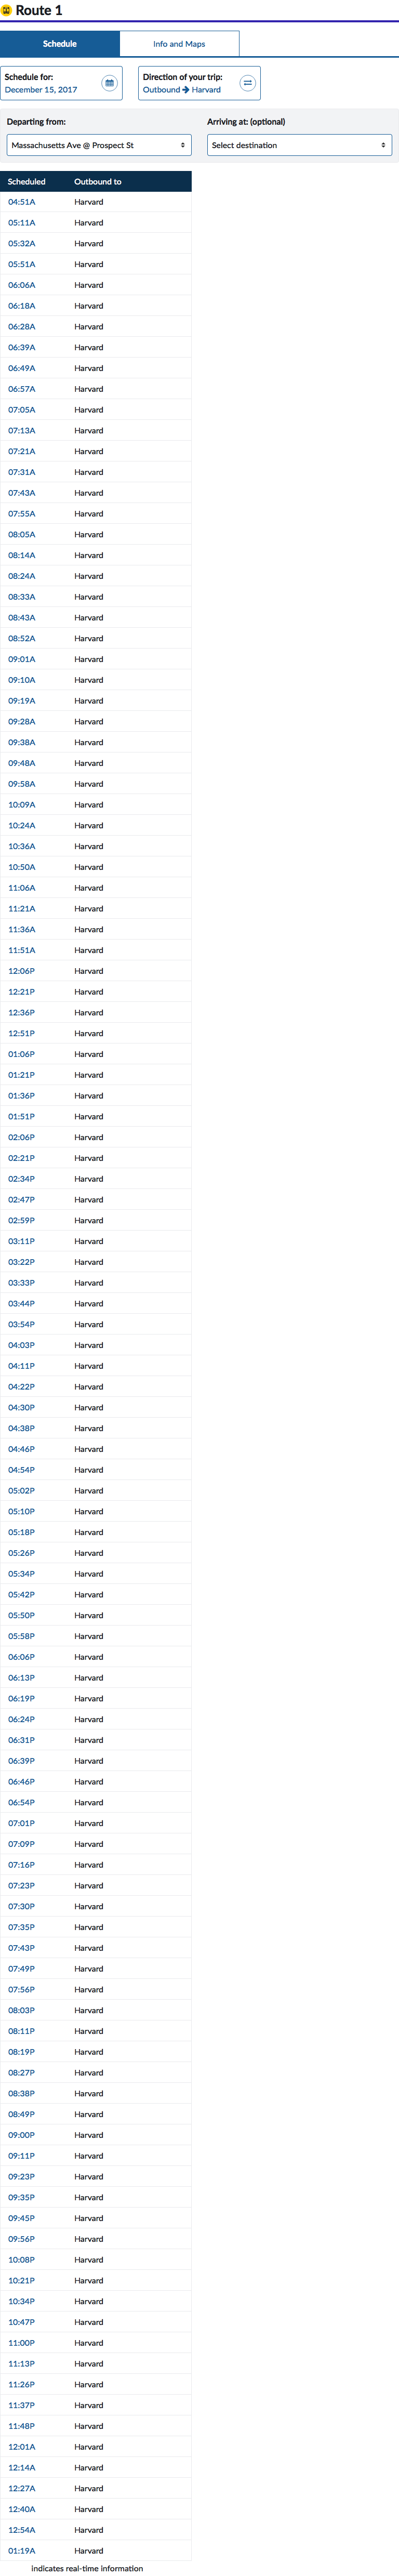 Route 1
Schedule Info and Maps
Schedule for: Direction of your trip:
December 15, 2017 Outbound → Harvard
Departing from: Arriving at: (optional)
Massachusetts Ave @ Prospect St Select destination
Scheduled Outbound to
04:51A Harvard
05:11A Harvard
05:32A Harvard
05:51A Harvard
06:06A Harvard
06:18A Harvard
06:28A Harvard
06:39A Harvard
06:49A Harvard
06:57A Harvard
07:05A Harvard
07:13A Harvard
07:21A Harvard
07:31A Harvard
07:43A Harvard
07:55A Harvard
08:05A Harvard
08:14A Harvard
08:24A Harvard
08:33A Harvard
08:43A Harvard
08:52A Harvard
09:01A Harvard
09:10A Harvard
09:19A Harvard
09:28A Harvard
09:38A Harvard
09:48A Harvard
09:58A Harvard
10:09A Harvard
10:24A Harvard
10:36A Harvard
10:50A Harvard
11:06A Harvard
11:21A Harvard
11:36A Harvard
11:51A Harvard
12:06P Harvard
12:21P Harvard
12:36P Harvard
12:51P Harvard
01:06P Harvard
01:21P Harvard
01:36P Harvard
01:51P Harvard
02:06P Harvard
02:21P Harvard
02:34P Harvard
02:47P Harvard
02:59P Harvard
03:11P Harvard
03:22P Harvard
03:33P Harvard
03:44P Harvard
03:54P Harvard
04:03P Harvard
04:11P Harvard
04:22P Harvard
04:30P Harvard
04:38P Harvard
04:46P Harvard
04:54P Harvard
05:02P Harvard
05:10P Harvard
05:18P Harvard
05:26P Harvard
05:34P Harvard
05:42P Harvard
05:50P Harvard
05:58P Harvard
06:06P Harvard
06:13P Harvard
06:19P Harvard
06:24P Harvard
06:31P Harvard
06:39P Harvard
06:46P Harvard
06:54P Harvard
07:01P Harvard
07:09P Harvard
07:16P Harvard
07:23P Harvard
07:30P Harvard
07:35P Harvard
07:43P Harvard
07:49P Harvard
07:56P Harvard
08:03P Harvard
08:11P Harvard
08:19P Harvard
08:27P Harvard
08:38P Harvard
08:49P Harvard
09:00P Harvard
09:11P Harvard
09:23P Harvard
09:35P Harvard
09:45P Harvard
09:56P Harvard
10:08P Harvard
10:21P Harvard
10:34P Harvard
10:47P Harvard
11:00P Harvard
11:13P Harvard
11:26P Harvard
11:37P Harvard
11:48P Harvard
12:01A Harvard
12:14A Harvard
12:27A Harvard
12:40A Harvard
12:54A Harvard
01:19A Harvard
indicates real-time information